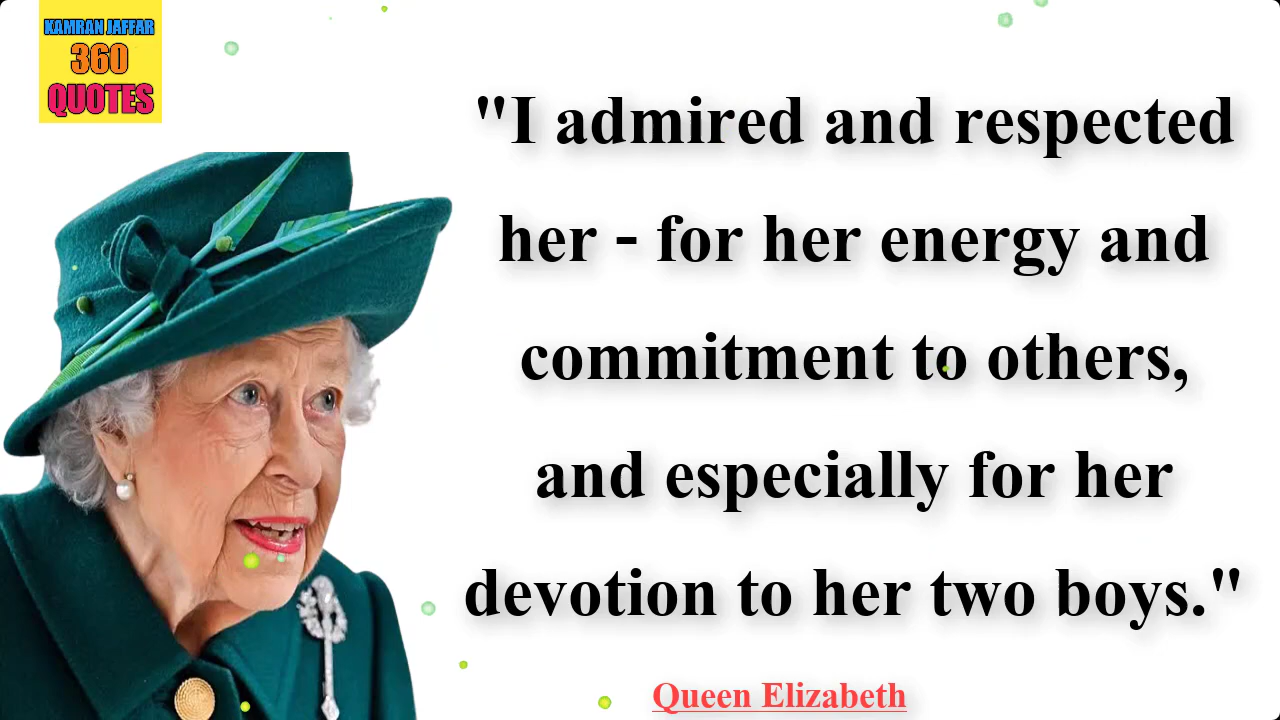 KAMRAN JAFFAR
360
QUOTES
"I admired and respected
her - for her energy and
commitment to others,
and especially for her
devotion to her two boys."
Queen Elizabeth